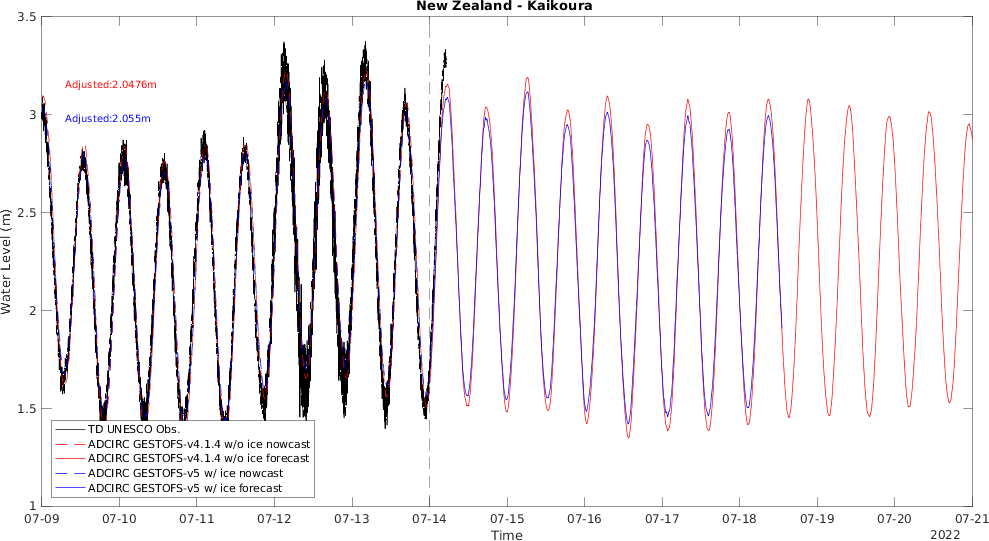 New Zealand - Kaikoura
3.5
3
2.5
2
1.5
1
Water Level (m)
Adjusted:2.0476m
Adjusted:2.055m
TD UNESCO Obs.
ADCIRC GESTOFS-v4.1.4 w/o ice nowcast
ADCIRC GESTOFS-v4.1.4 w/o ice forecast
ADCIRC GESTOFS-v5 w/ ice nowcast
ADCIRC GESTOFS-v5 w/ ice forecast
07-09 07-10 07-11 07-12 07-13 07-14 07-15 07-16 07-17 07-18 07-19 07-20 07-21
Time
2022